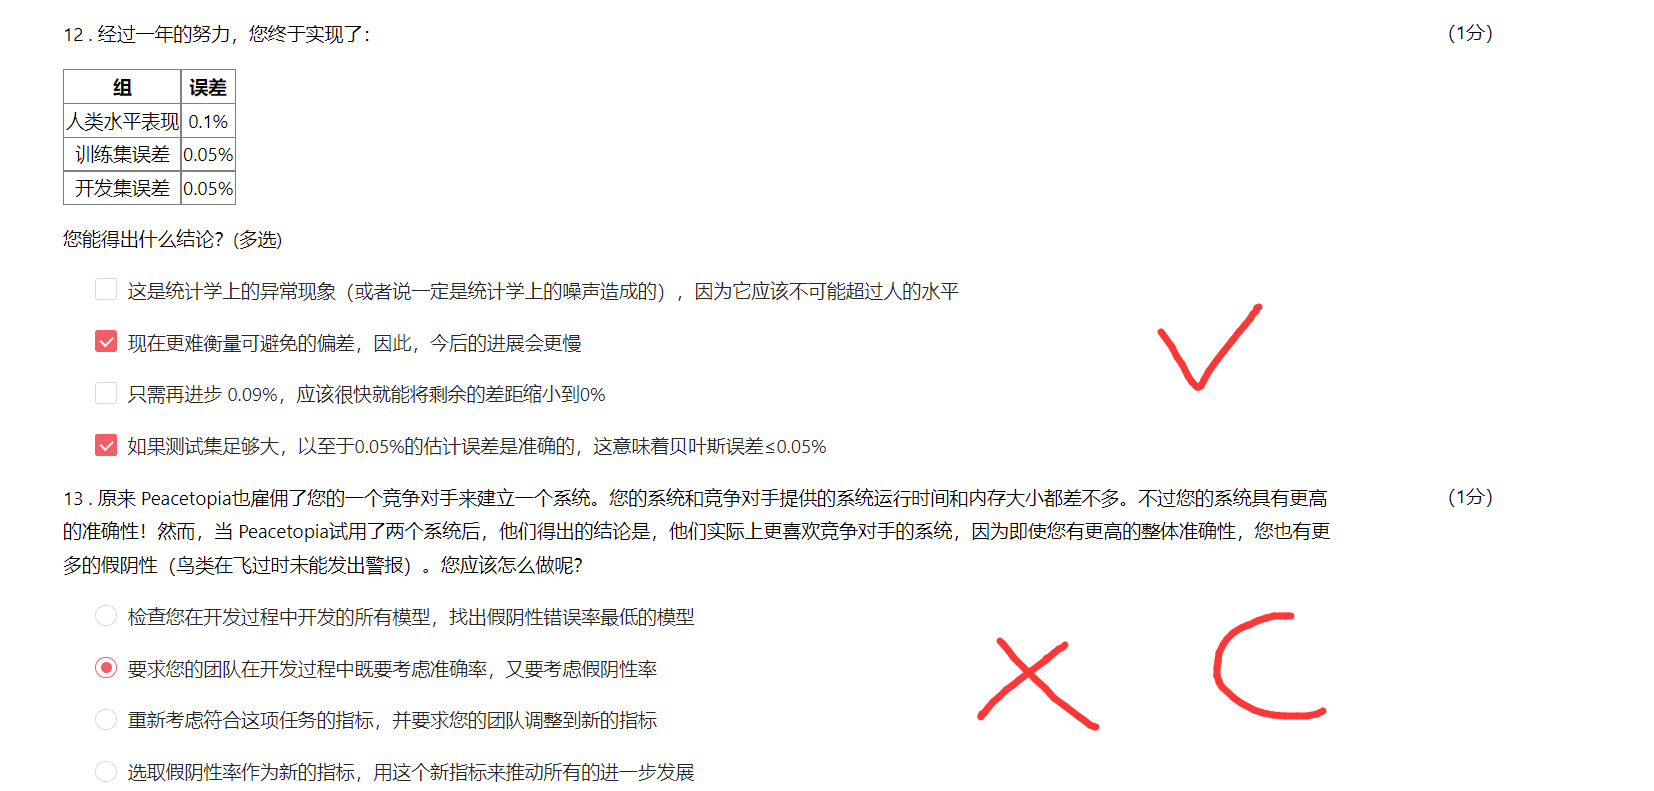 12 . 经过一年的努力，您终于实现了：
(1分)
组 误差
人类水平表现 0.1%
训练集误差 0.05%
开发集误差 0.05%
您能得出什么结论？(多选)
这是统计学上的异常现象（或者说一定是统计学上的噪声造成的），因为它应该不可能超过人的水平
现在更难衡量可避免的偏差，因此，今后的进展会更慢
只需再进步 0.09%，应该很快就能将剩余的差距缩小到0%
如果测试集足够大，以至于0.05%的估计误差是准确的，这意味着贝叶斯误差≤0.05%
13 . 原来 Peacetopia也雇佣了您的一个竞争对手来建立一个系统。您的系统和竞争对手提供的系统运行时间和内存大小都差不多。不过您的系统具有更高
(1分)
的准确性！然而，当 Peacetopia试用了两个系统后，他们得出的结论是，他们实际上更喜欢竞争对手的系统，因为即使您有更高的整体准确性，您也有更
多的假阴性（鸟类在飞过时未能发出警报）。您应该怎么做呢？
检查您在开发过程中开发的所有模型，找出假阴性错误率最低的模型
要求您的团队在开发过程中既要考虑准确率，又要考虑假阴性率
C
重新考虑符合这项任务的指标，并要求您的团队调整到新的指标
选取假阴性率作为新的指标，用这个新指标来推动所有的进一步发展